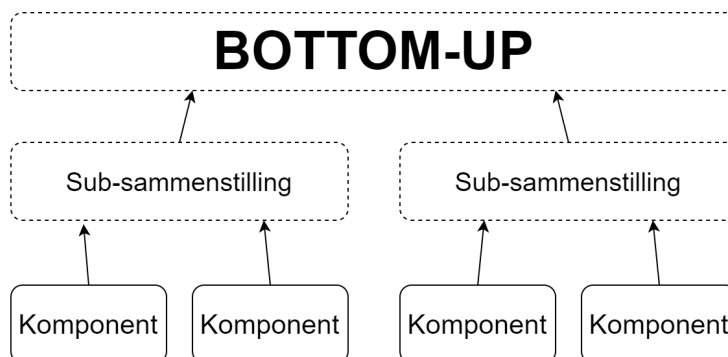 BOTTOM-UP
Sub-sammenstilling
Sub-sammenstilling
Komponent
Komponent
Komponent
Komponent